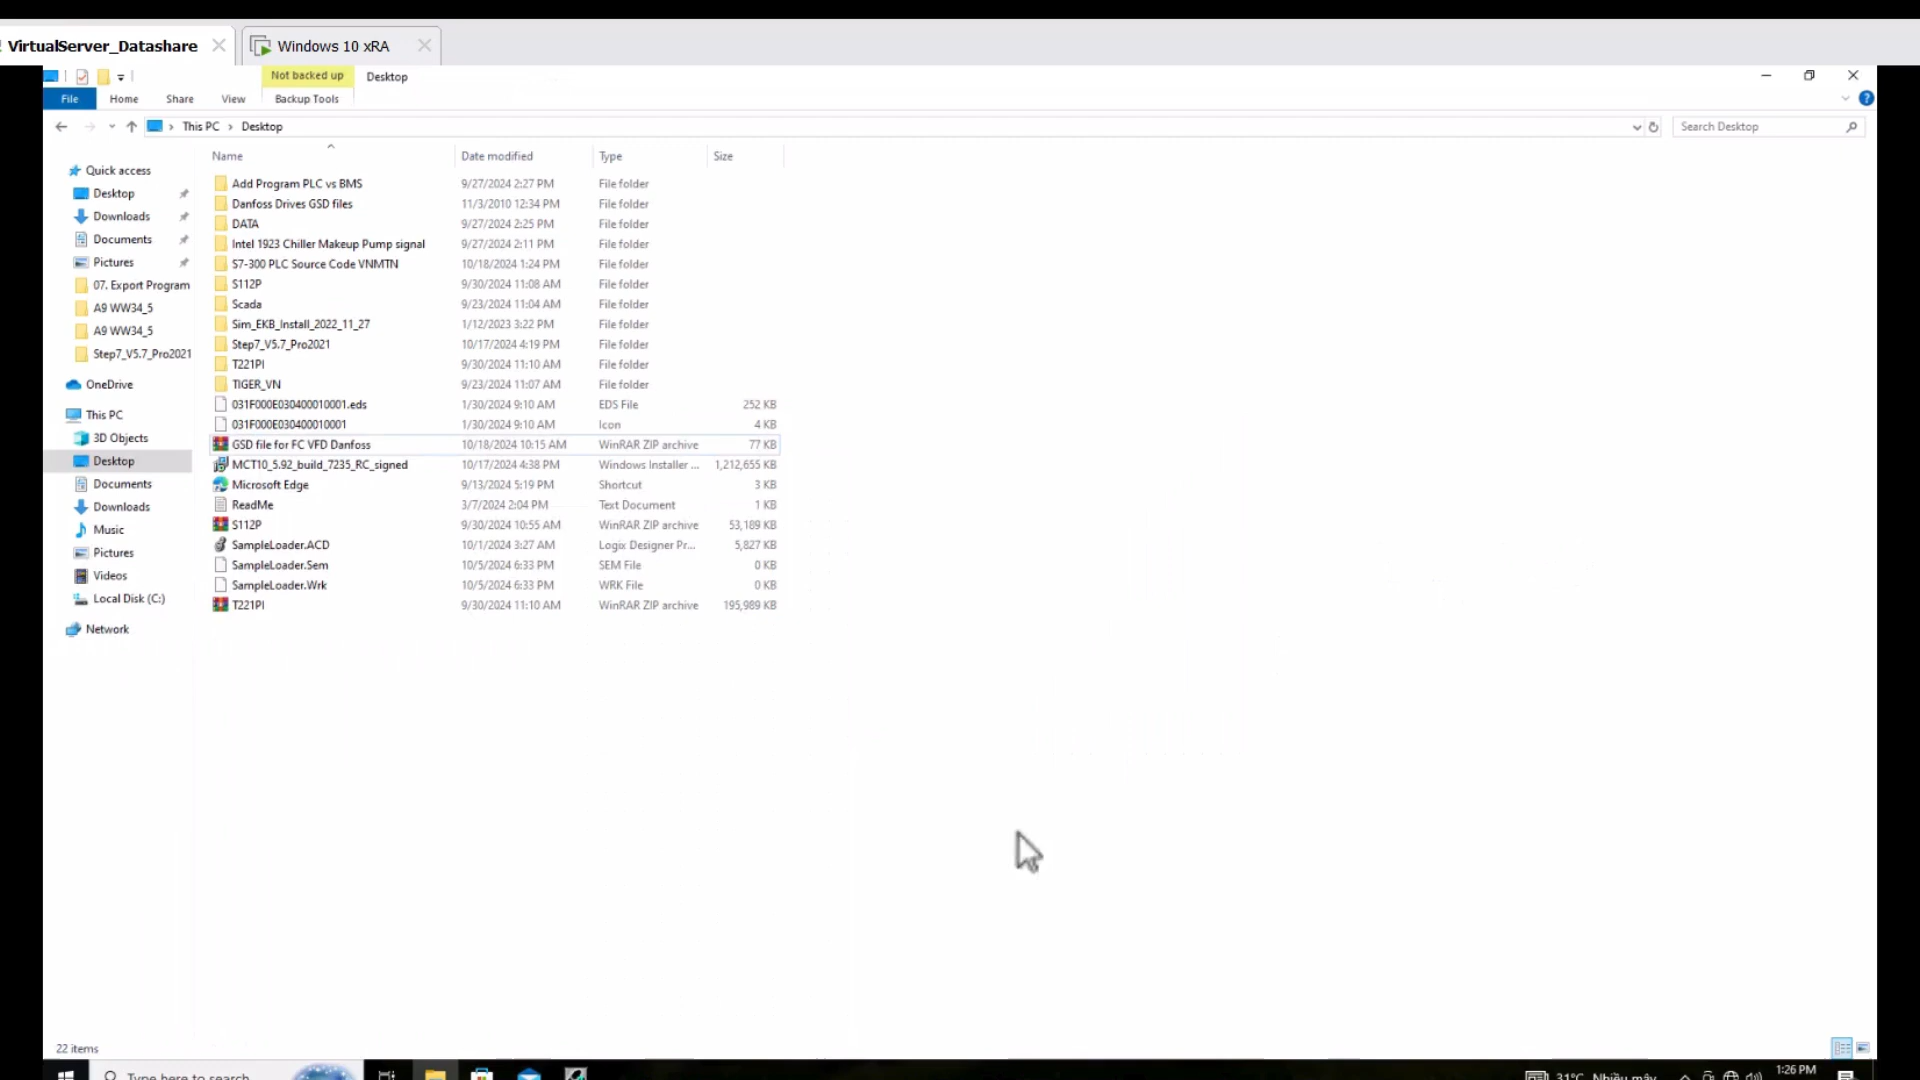 VirtualServer_Datashare
Windows 10 xRA
Not backed up
Desktop
File
Home
Share
View
Backup Tools
This PC > Desktop
Search Desktop
Name
Date modified
Type
Size
Quick access
Desktop
Downloads
Documents
Pictures
07. Export Program
A9 WW34_5
A9 WW34_5
Step7_V5.7_Pro2021
OneDrive
This PC
3D Objects
Desktop
Documents
Downloads
Music
Pictures
Videos
Local Disk (C:)
Network
Add Program PLC vs BMS 9/27/2024 2:27 PM File folder
Danfoss Drives GSD files 11/3/2010 12:34 PM File folder
DATA 9/27/2024 2:25 PM File folder
Intel 1923 Chiller Makeup Pump signal 9/27/2024 2:11 PM File folder
S7-300 PLC Source Code VNMTN 10/18/2024 1:24 PM File folder
S112P 9/30/2024 11:08 AM File folder
Scada 9/23/2024 11:04 AM File folder
Sim_EKB_Install_2022_11_27 1/12/2023 3:22 PM File folder
Step7_V5.7_Pro2021 10/17/2024 4:19 PM File folder
T221PI 9/30/2024 11:10 AM File folder
TIGER_VN 9/23/2024 11:07 AM File folder
031F000E030400010001.eds 1/30/2024 9:10 AM EDS File 252 KB
031F000E030400010001 1/30/2024 9:10 AM Icon 4 KB
GSD file for FC VFD Danfoss 10/18/2024 10:15 AM WinRAR ZIP archive 77 KB
MCT10_5.92_build_7235_RC_signed 10/17/2024 4:38 PM Windows Installer ... 1,212,655 KB
Microsoft Edge 9/13/2024 5:19 PM Shortcut 3 KB
ReadMe 3/7/2024 2:04 PM Text Document 1 KB
S112P 9/30/2024 10:55 AM WinRAR ZIP archive 53,189 KB
SampleLoader.ACD 10/1/2024 3:27 AM Logix Designer Pr... 5,827 KB
SampleLoader.Sem 10/5/2024 6:33 PM SEM File 0 KB
SampleLoader.Wrk 10/5/2024 6:33 PM WRK File 0 KB
T221PI 9/30/2024 11:10 AM WinRAR ZIP archive 195,989 KB
22 items
Type here to search
31°C Nhiều mây
1:26 PM